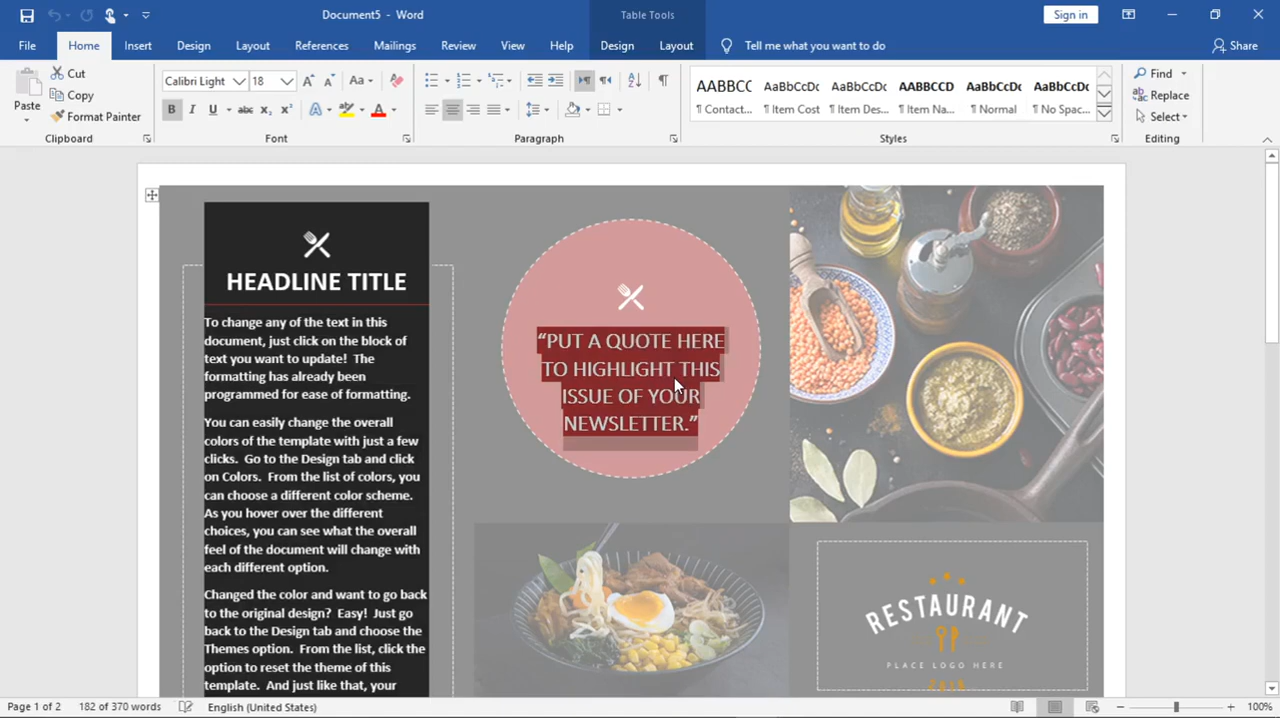 Document5 - Word
Table Tools
Sign in
File
Home
Insert
Design
Layout
References
Mailings
Review
View
Help
Design
Layout
Tell me what you want to do
Share
Paste
Cut
Copy
Format Painter
Clipboard
Calibri Light
18
Font
Paragraph
AABBCC
¶ Contact...
AaBbCcDc
¶ Item Cost
AaBbCcDc
¶ Item Des...
AABBCCD
¶ Item Na...
AaBbCcDc
¶ Normal
AaBbCcDc
¶ No Spac...
Styles
Find
Replace
Select
Editing
HEADLINE TITLE
To change any of the text in this
document, just click on the block of
text you want to update! The
formatting has already been
programmed for ease of formatting.
You can easily change the overall
colors of the template with just a few
clicks. Go to the Design tab and click
on Colors. From the list of colors, you
can choose a different color scheme.
As you hover over the different
choices, you can see what the overall
feel of the document will change with
each different option.
Changed the color and want to go back
to the original design? Easy! Just go
back to the Design tab and choose the
Themes option. From the list, click the
option to reset the theme of this
template. And just like that, your
“PUT A QUOTE HERE
TO HIGHLIGHT THIS
ISSUE OF YOUR
NEWSLETTER.”
RESTAURANT
PLACE LOGO HERE
Page 1 of 2
182 of 370 words
English (United States)
100%